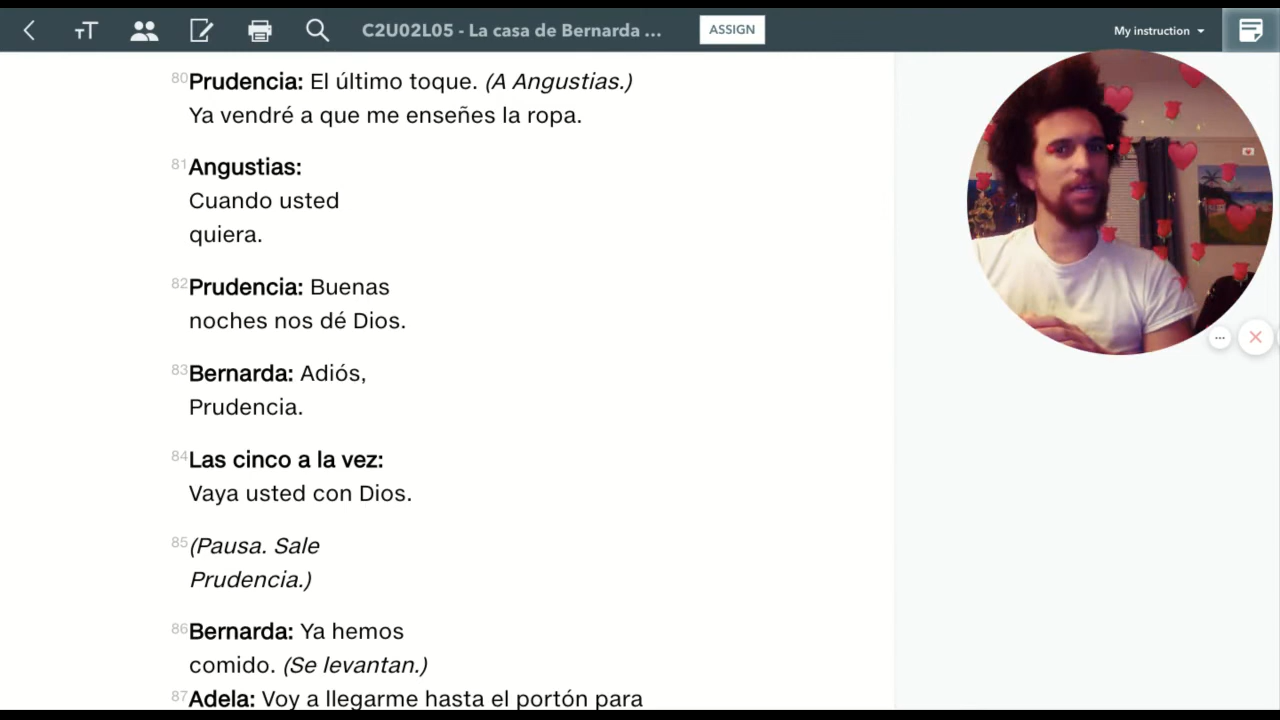 C2U02L05 - La casa de Bernarda ...
ASSIGN
My instruction
80 Prudencia: El último toque. (A Angustias.)
Ya vendré a que me enseñes la ropa.
81 Angustias:
Cuando usted
quiera.
82 Prudencia: Buenas
noches nos dé Dios.
83 Bernarda: Adiós,
Prudencia.
84 Las cinco a la vez:
Vaya usted con Dios.
85 (Pausa. Sale
Prudencia.)
86 Bernarda: Ya hemos
comido. (Se levantan.)
87 Adela: Voy a llegarme hasta el portón para